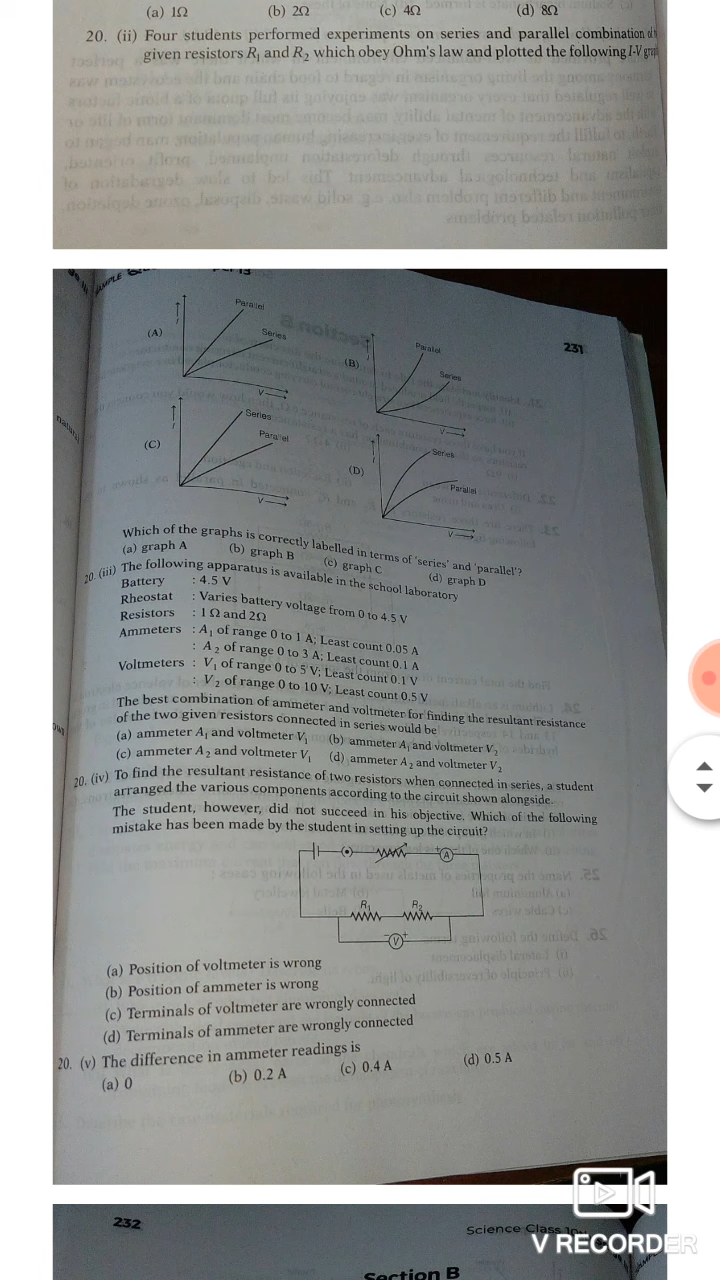 (a) 1Ω (b) 2Ω (c) 4Ω (d) 8Ω
20. (ii) Four students performed experiments on series and parallel combination
given resistors R1 and R2 which obey Ohm's law and plotted the following I-V
231
(A) Parallel Series I V
(B) Parallel Series I V
(C) Series Parallel I V
(D) Series Parallel I V
Which of the graphs is correctly labelled in terms of 'series' and 'parallel'?
(a) graph A (b) graph B (c) graph C (d) graph D
20. (iii) The following apparatus is available in the school laboratory
Battery : 4.5 V
Rheostat : Varies battery voltage from 0 to 4.5 V
Resistors : 1 Ω and 2Ω
Ammeters : A1 of range 0 to 1 A; Least count 0.05 A
: A2 of range 0 to 3 A; Least count 0.1 A
Voltmeters : V1 of range 0 to 5 V; Least count 0.1 V
: V2 of range 0 to 10 V; Least count 0.5 V
The best combination of ammeter and voltmeter for finding the resultant resistance
of the two given resistors connected in series would be
(a) ammeter A1 and voltmeter V1 (b) ammeter A1 and voltmeter V2
(c) ammeter A2 and voltmeter V1 (d) ammeter A2 and voltmeter V2
20. (iv) To find the resultant resistance of two resistors when connected in series, a student
arranged the various components according to the circuit shown alongside.
The student, however, did not succeed in his objective. Which of the following
mistake has been made by the student in setting up the circuit?
+ A -
R1 R2
- V +
(a) Position of voltmeter is wrong
(b) Position of ammeter is wrong
(c) Terminals of voltmeter are wrongly connected
(d) Terminals of ammeter are wrongly connected
20. (v) The difference in ammeter readings is
(a) 0 (b) 0.2 A (c) 0.4 A (d) 0.5 A
232
Science Class
Section B
V RECORDER